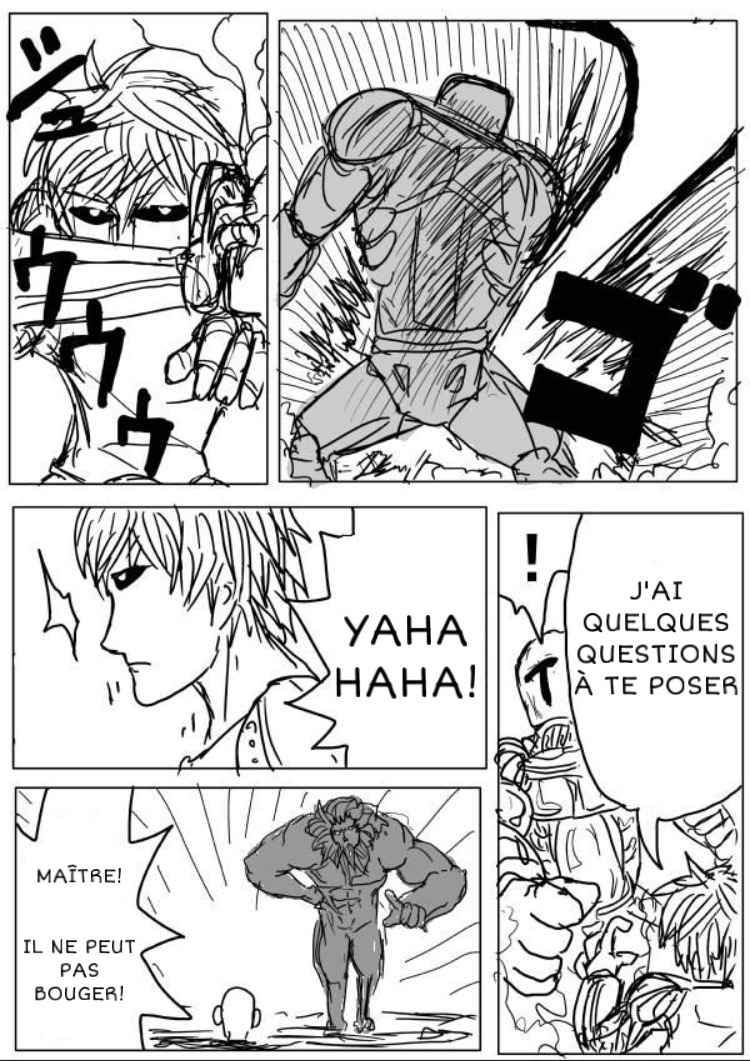 ゴ
ジュウウウ
J'AI
QUELQUES
QUESTIONS
À TE POSER
!
YAHA
HAHA!
MAÎTRE!
IL NE PEUT
PAS
BOUGER!